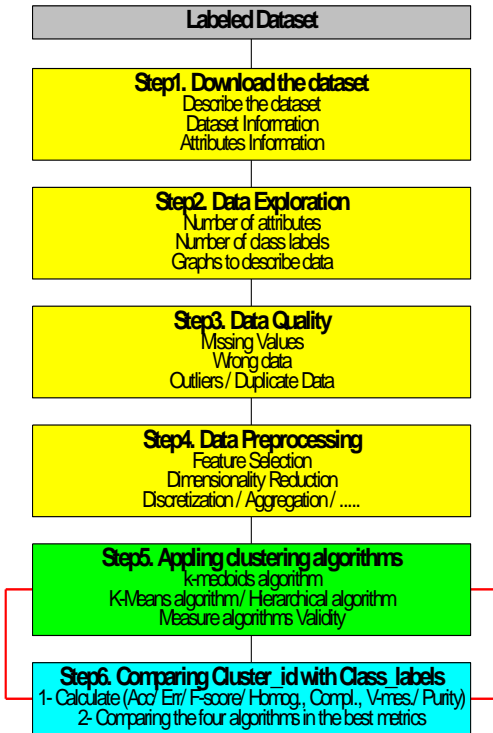 Labeled Dataset
Step1. Download the dataset
Describe the dataset
Dataset Information
Attributes Information
Step2. Data Exploration
Number of attributes
Number of class labels
Graphs to describe data
Step3. Data Quality
Missing Values
Wrong data
Outliers / Duplicate Data
Step4. Data Preprocessing
Feature Selection
Dimensionality Reduction
Discretization / Aggregation / .....
Step5. Appling clustering algorithms
k-medoids algorithm
K-Means algorithm / Hierarchical algorithm
Measure algorithms Validity
Step6. Comparing Cluster_id with Class_labels
1- Calculate (Acc/ Err/ F-score/ Homog., Compl., V-mes./ Purity)
2- Comparing the four algorithms in the best metrics